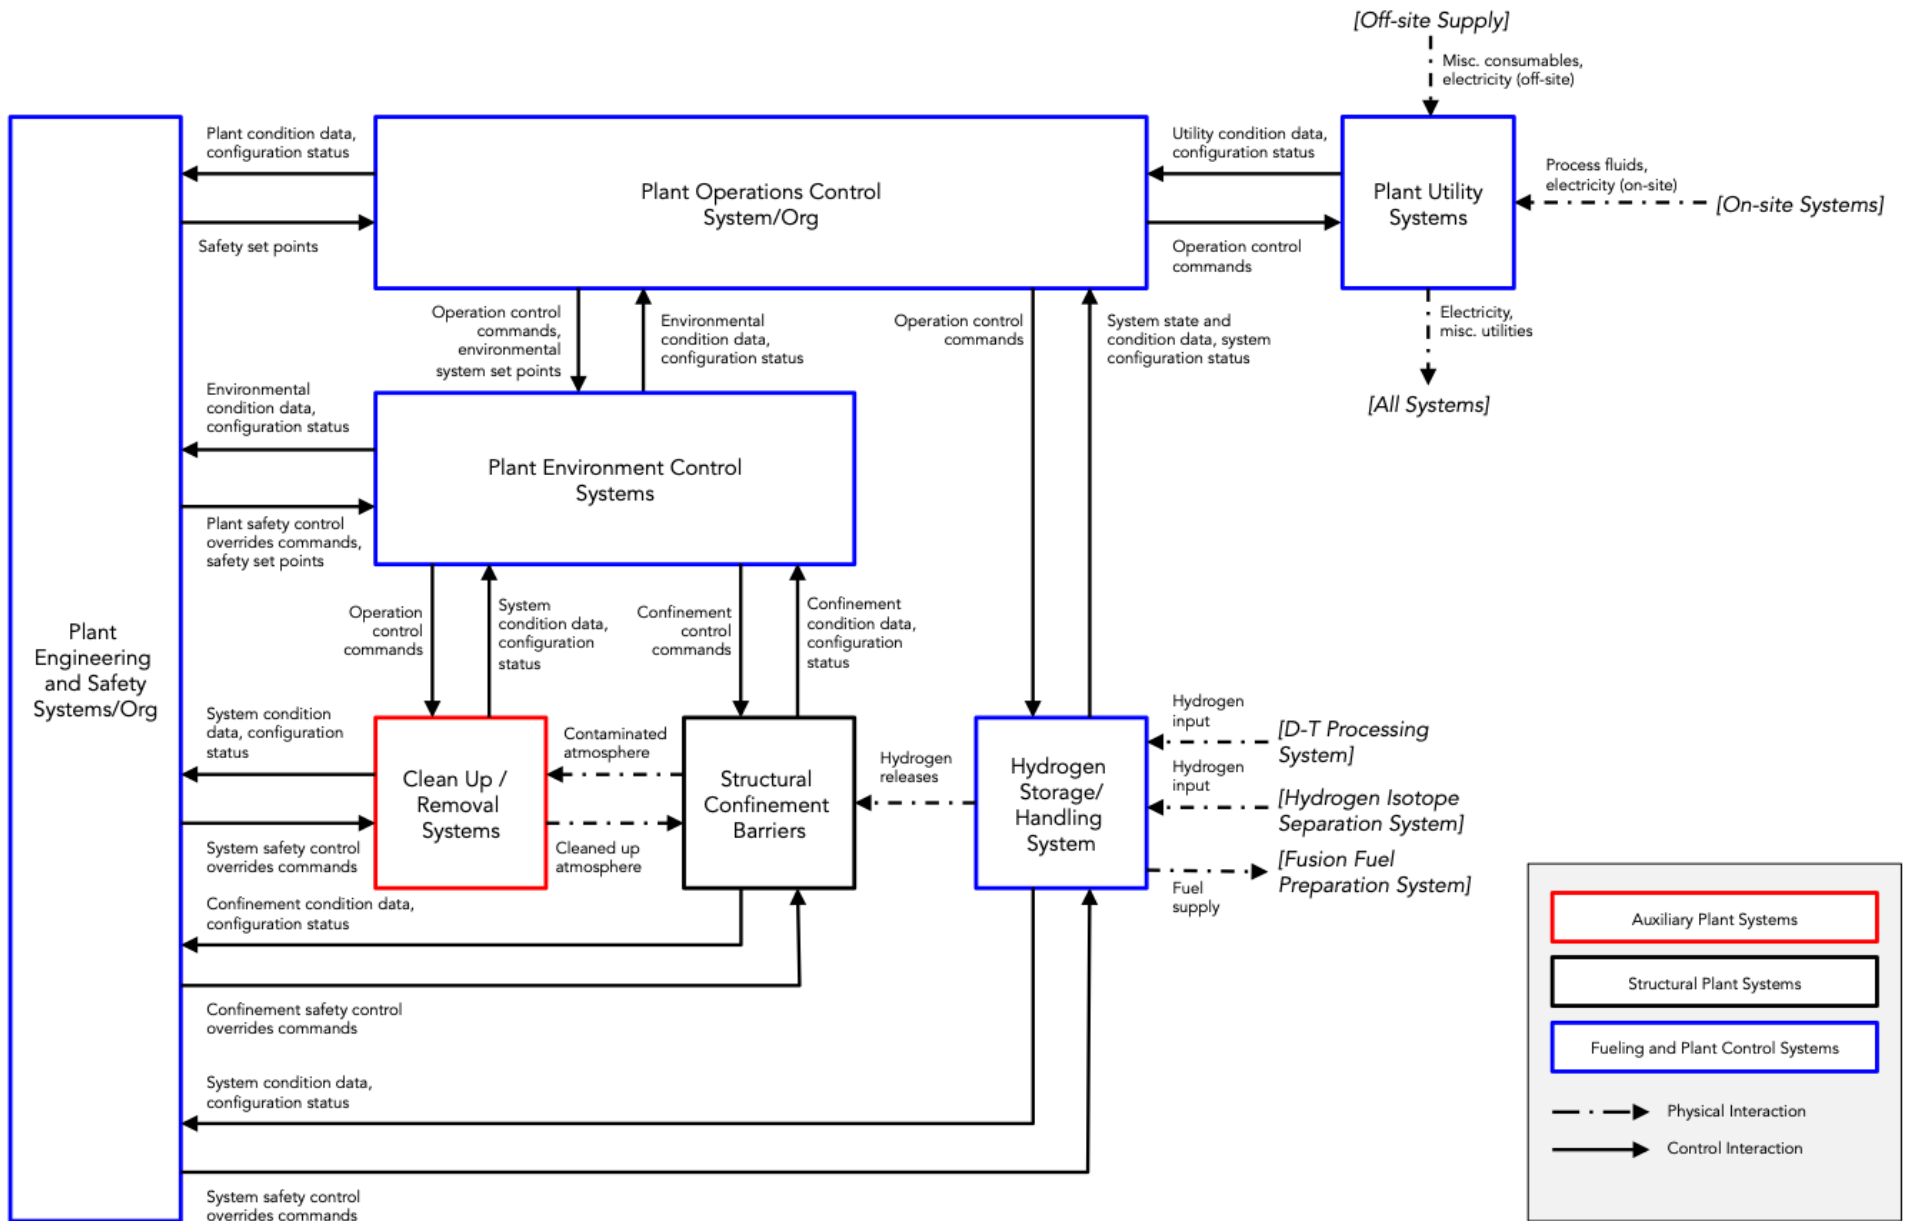 [Off-site Supply]
Misc. consumables,
electricity (off-site)
Plant condition data,
configuration status
Safety set points
Plant Operations Control
System/Org
Utility condition data,
configuration status
Operation control
commands
Plant Utility
Systems
Process fluids,
electricity (on-site)
[On-site Systems]
Electricity,
misc. utilities
[All Systems]
Operation control
commands,
environmental
system set points
Environmental
condition data,
configuration status
Operation control
commands
System state and
condition data, system
configuration status
Environmental
condition data,
configuration status
Plant safety control
overrides commands,
safety set points
Plant Environment Control
Systems
Operation
control
commands
System
condition data,
configuration
status
Confinement
control
commands
Confinement
condition data,
configuration
status
Plant
Engineering
and Safety
Systems/Org
System condition
data, configuration
status
System safety control
overrides commands
Clean Up /
Removal
Systems
Contaminated
atmosphere
Cleaned up
atmosphere
Structural
Confinement
Barriers
Hydrogen
releases
Hydrogen
Storage/
Handling
System
Hydrogen
input
[D-T Processing
System]
Hydrogen
input
[Hydrogen Isotope
Separation System]
Fuel
supply
[Fusion Fuel
Preparation System]
Confinement condition data,
configuration status
Confinement safety control
overrides commands
System condition data,
configuration status
System safety control
overrides commands
Auxiliary Plant Systems
Structural Plant Systems
Fueling and Plant Control Systems
Physical Interaction
Control Interaction